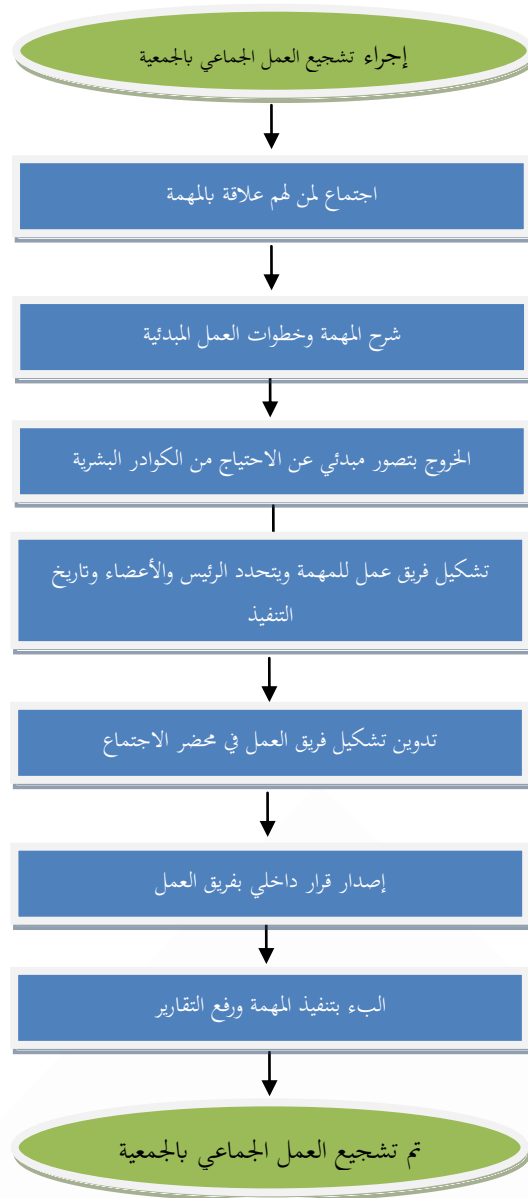 إجراء تشجيع العمل الجماعي بالجمعية
اجتماع لمن لهم علاقة بالمهمة
شرح المهمة وخطوات العمل المبدئية
الخروج بتصور مبدئي عن الاحتياج من الكوادر البشرية
تشكيل فريق عمل للمهمة ويتحدد الرئيس والأعضاء وتاريخ
التنفيذ
تدوين تشكيل فريق العمل في محضر الاجتماع
إصدار قرار داخلي بفريق العمل
البء بتنفيذ المهمة ورفع التقارير
تم تشجيع العمل الجماعي بالجمعية